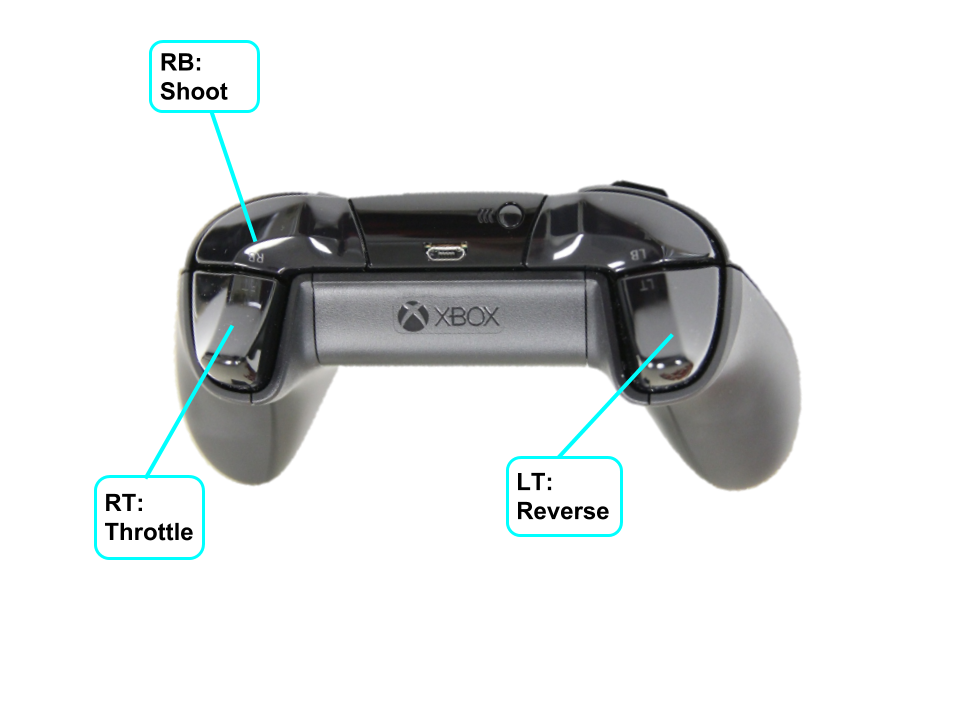 RB:
Shoot
RB
LB
LT
XBOX
RT:
Throttle
LT:
Reverse